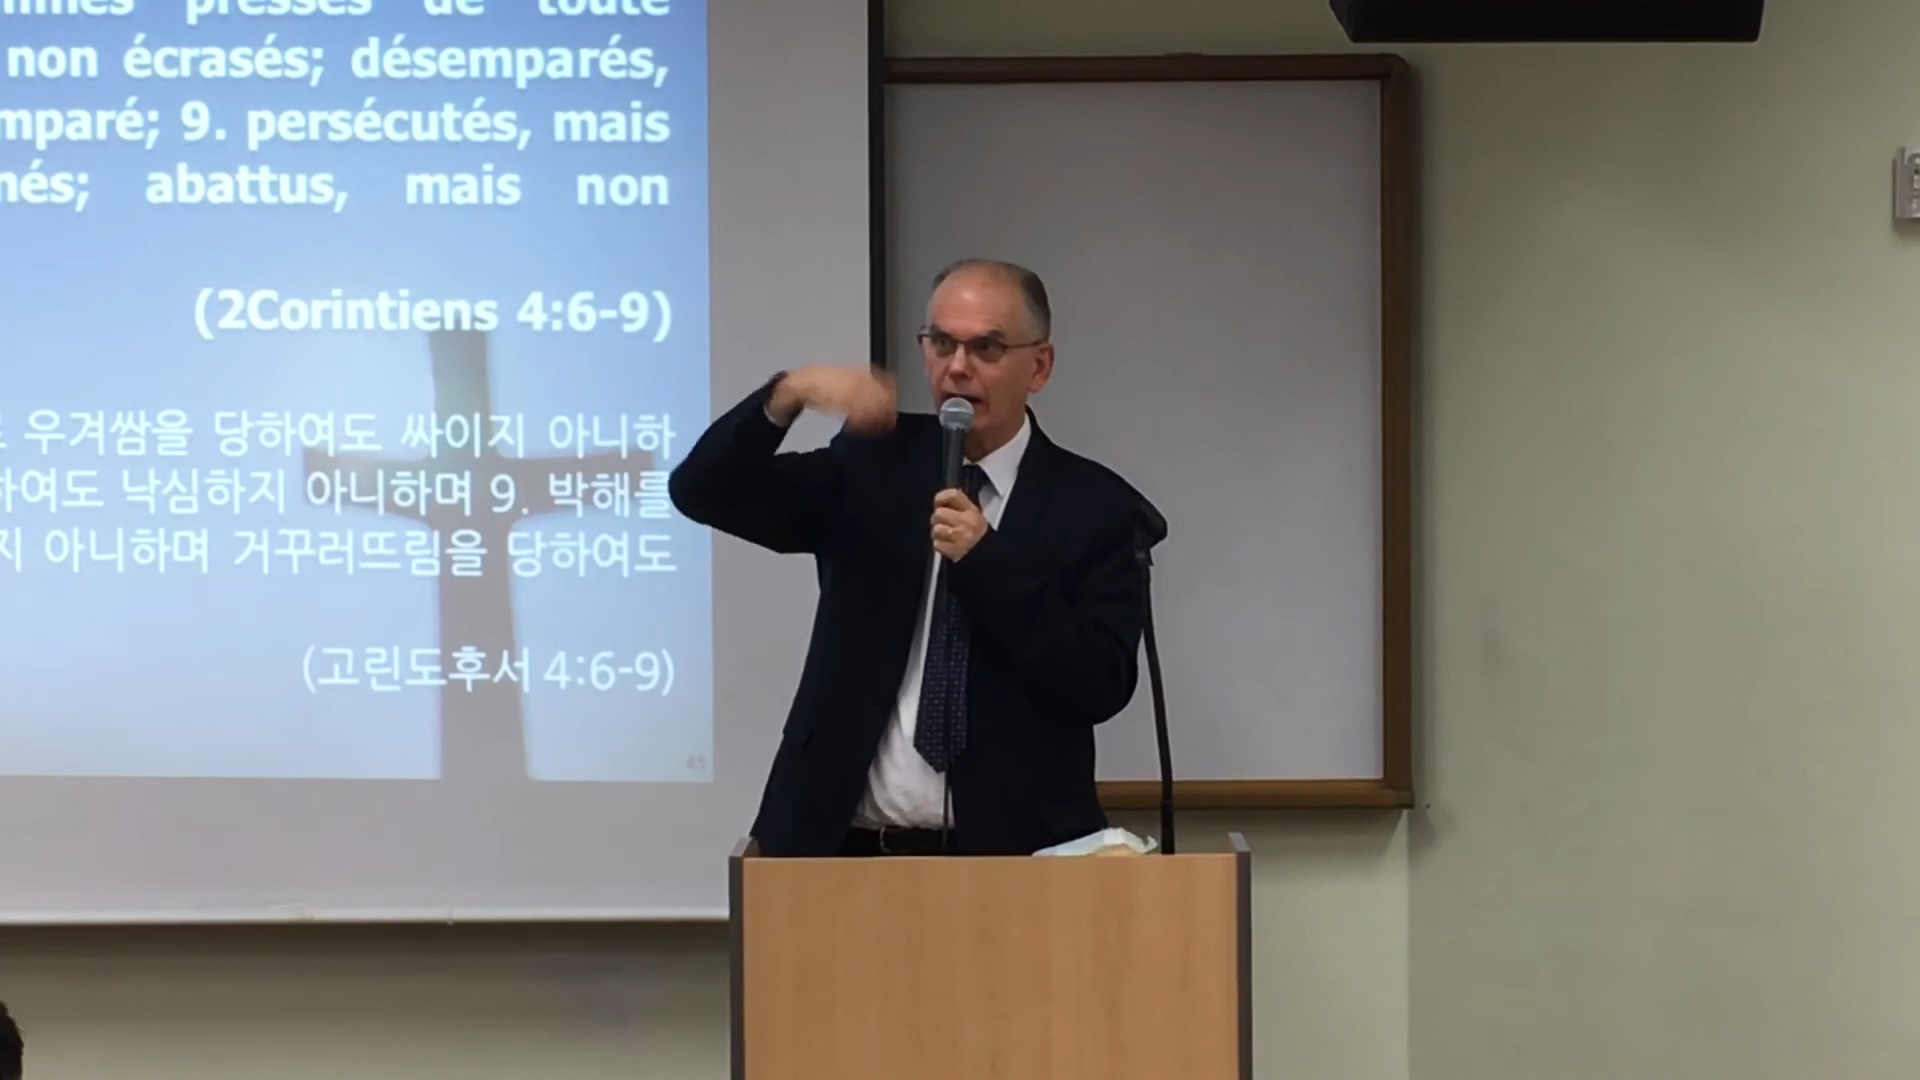 pressés de toute
non écrasés; désemparés,
mparé; 9. persécutés, mais
nés; abattus, mais non
(2Corintiens 4:6-9)
우겨쌈을 당하여도 싸이지 아니하
하여도 낙심하지 아니하며 9. 박해를
지 아니하며 거꾸러뜨림을 당하여도
(고린도후서 4:6-9)